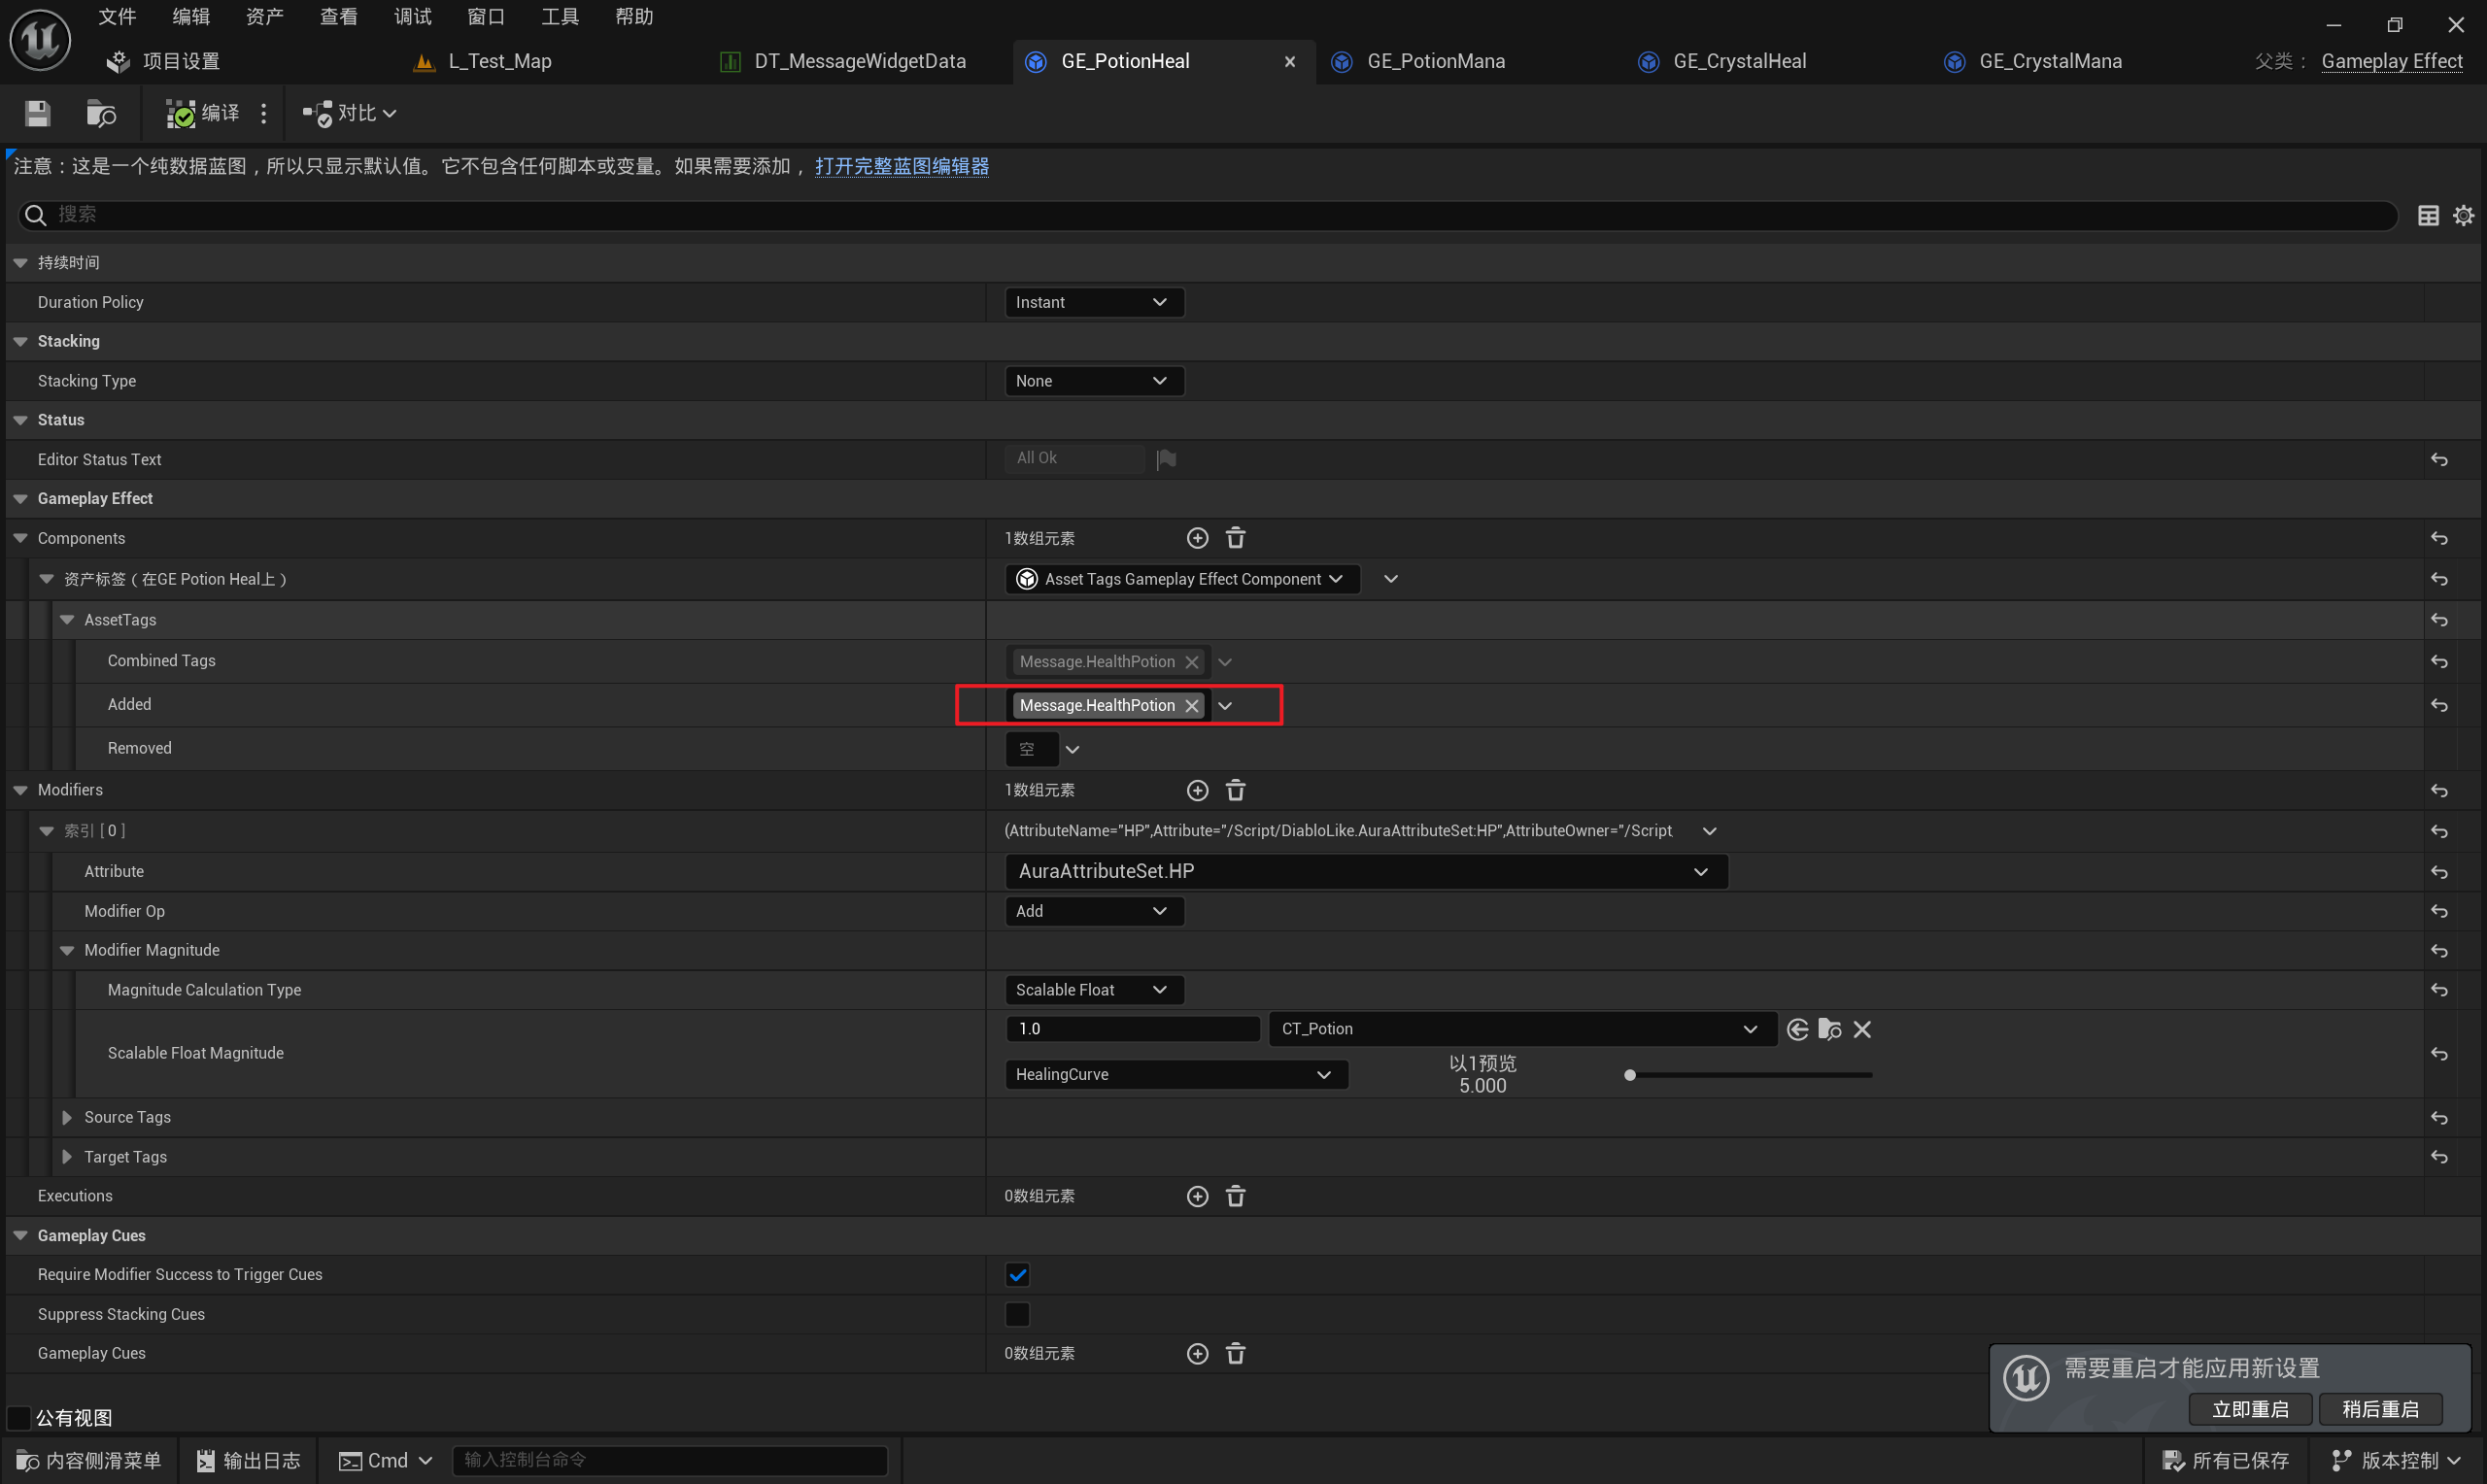 文件 编辑 资产 查看 调试 窗口 工具 帮助
项目设置 L_Test_Map DT_MessageWidgetData GE_PotionHeal GE_PotionMana GE_CrystalHeal GE_CrystalMana 父类： Gameplay Effect
编译 对比
注意：这是一个纯数据蓝图，所以只显示默认值。它不包含任何脚本或变量。如果需要添加， 打开完整蓝图编辑器
搜索
持续时间
Duration Policy Instant
Stacking
Stacking Type None
Status
Editor Status Text All Ok
Gameplay Effect
Components 1数组元素
资产标签（在GE Potion Heal上） Asset Tags Gameplay Effect Component
AssetTags
Combined Tags Message.HealthPotion
Added Message.HealthPotion
Removed 空
Modifiers 1数组元素
索引 [ 0 ] (AttributeName="HP",Attribute="/Script/DiabloLike.AuraAttributeSet:HP",AttributeOwner="/Script
Attribute AuraAttributeSet.HP
Modifier Op Add
Modifier Magnitude
Magnitude Calculation Type Scalable Float
Scalable Float Magnitude 1.0 CT_Potion
HealingCurve 以1预览
5.000
Source Tags
Target Tags
Executions 0数组元素
Gameplay Cues
Require Modifier Success to Trigger Cues
Suppress Stacking Cues
Gameplay Cues 0数组元素
需要重启才能应用新设置
立即重启 稍后重启
公有视图
内容侧滑菜单 输出日志 Cmd 输入控制台命令 所有已保存 版本控制